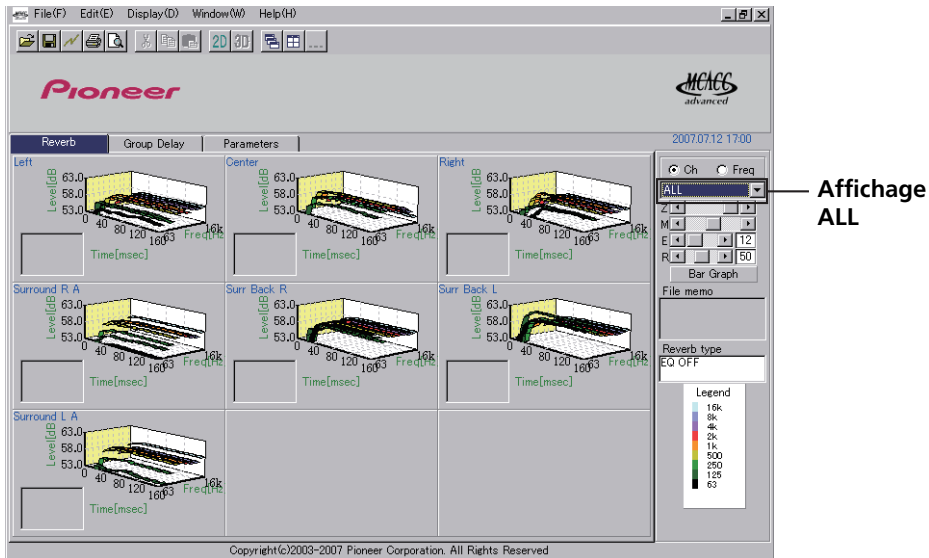 File(F) Edit(E) Display(D) Window(W) Help(H)
2D 3D
Pioneer
MCACC
advanced
Reverb Group Delay Parameters
2007.07.12 17:00
Left
Level[dB
63.0
58.0
53.0
0 40 80 120 160
63 Freq[Hz 16k
Time[msec]
Center
Level[dB
63.0
58.0
53.0
0 40 80 120 160
63 Freq[Hz 16k
Time[msec]
Right
Level[dB
63.0
58.0
53.0
0 40 80 120 160
63 Freq[Hz 16k
Time[msec]
Ch Freq
ALL
Affichage
ALL
Z
M
E 12
R 50
Bar Graph
File memo
Surround R A
Level[dB
63.0
58.0
53.0
0 40 80 120 160
63 Freq[Hz 16k
Time[msec]
Surr Back R
Level[dB
63.0
58.0
53.0
0 40 80 120 160
63 Freq[Hz 16k
Time[msec]
Surr Back L
Level[dB
63.0
58.0
53.0
0 40 80 120 160
63 Freq[Hz 16k
Time[msec]
Reverb type
EQ OFF
Legend
16k
8k
4k
2k
1k
500
250
125
63
Surround L A
Level[dB
63.0
58.0
53.0
0 40 80 120 160
63 Freq[Hz 16k
Time[msec]
Copyright(c)2003-2007 Pioneer Corporation. All Rights Reserved